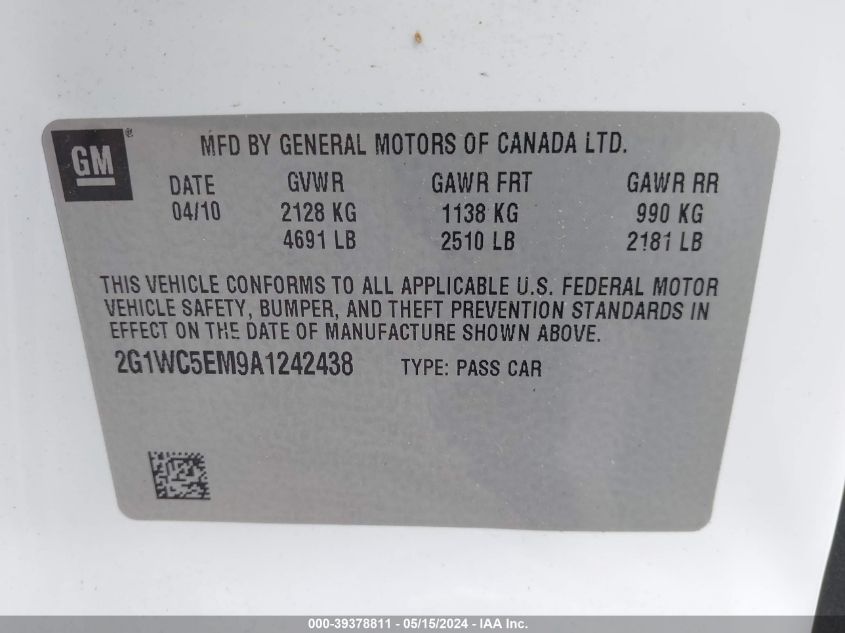 GM ®
MFD BY GENERAL MOTORS OF CANADA LTD.
DATE GVWR GAWR FRT GAWR RR
04/10 2128 KG 1138 KG 990 KG
4691 LB 2510 LB 2181 LB
THIS VEHICLE CONFORMS TO ALL APPLICABLE U.S. FEDERAL MOTOR
VEHICLE SAFETY, BUMPER, AND THEFT PREVENTION STANDARDS IN
EFFECT ON THE DATE OF MANUFACTURE SHOWN ABOVE.
2G1WC5EM9A1242438 TYPE: PASS CAR
000-39378811 - 05/15/2024 - IAA Inc.